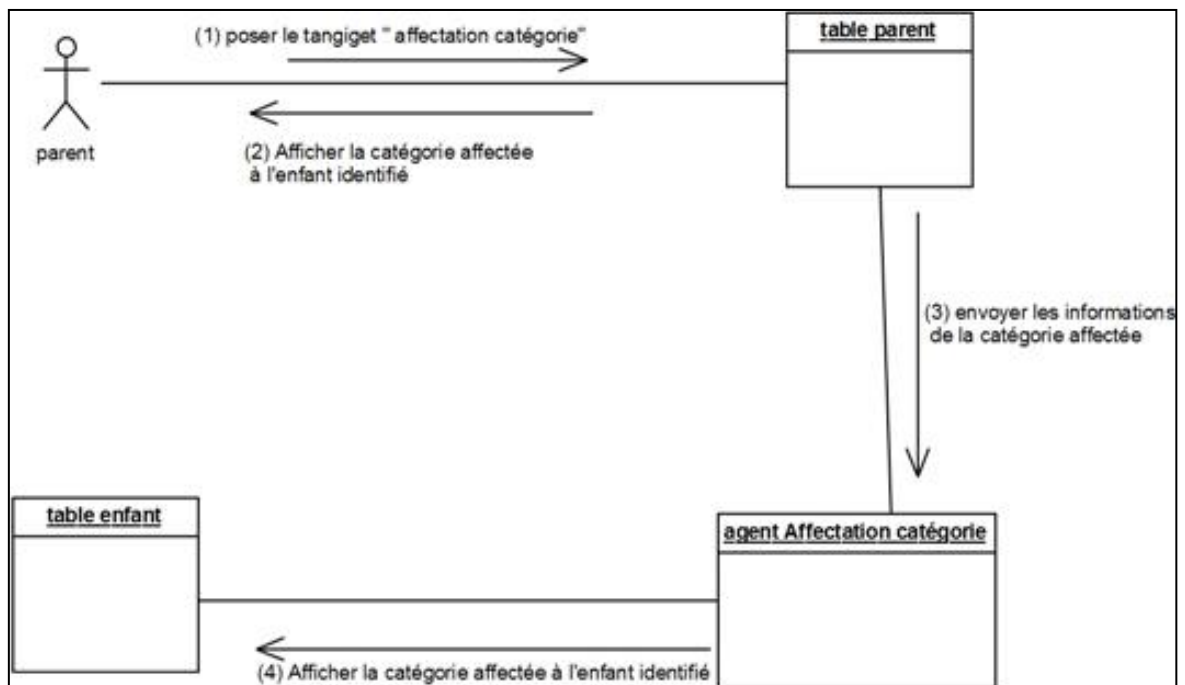 (1) poser le tangiget " affectation catégorie"
table parent
parent
(2) Afficher la catégorie affectée
à l'enfant identifié
(3) envoyer les informations
de la catégorie affectée
table enfant
agent Affectation catégorie
(4) Afficher la catégorie affectée à l'enfant identifié